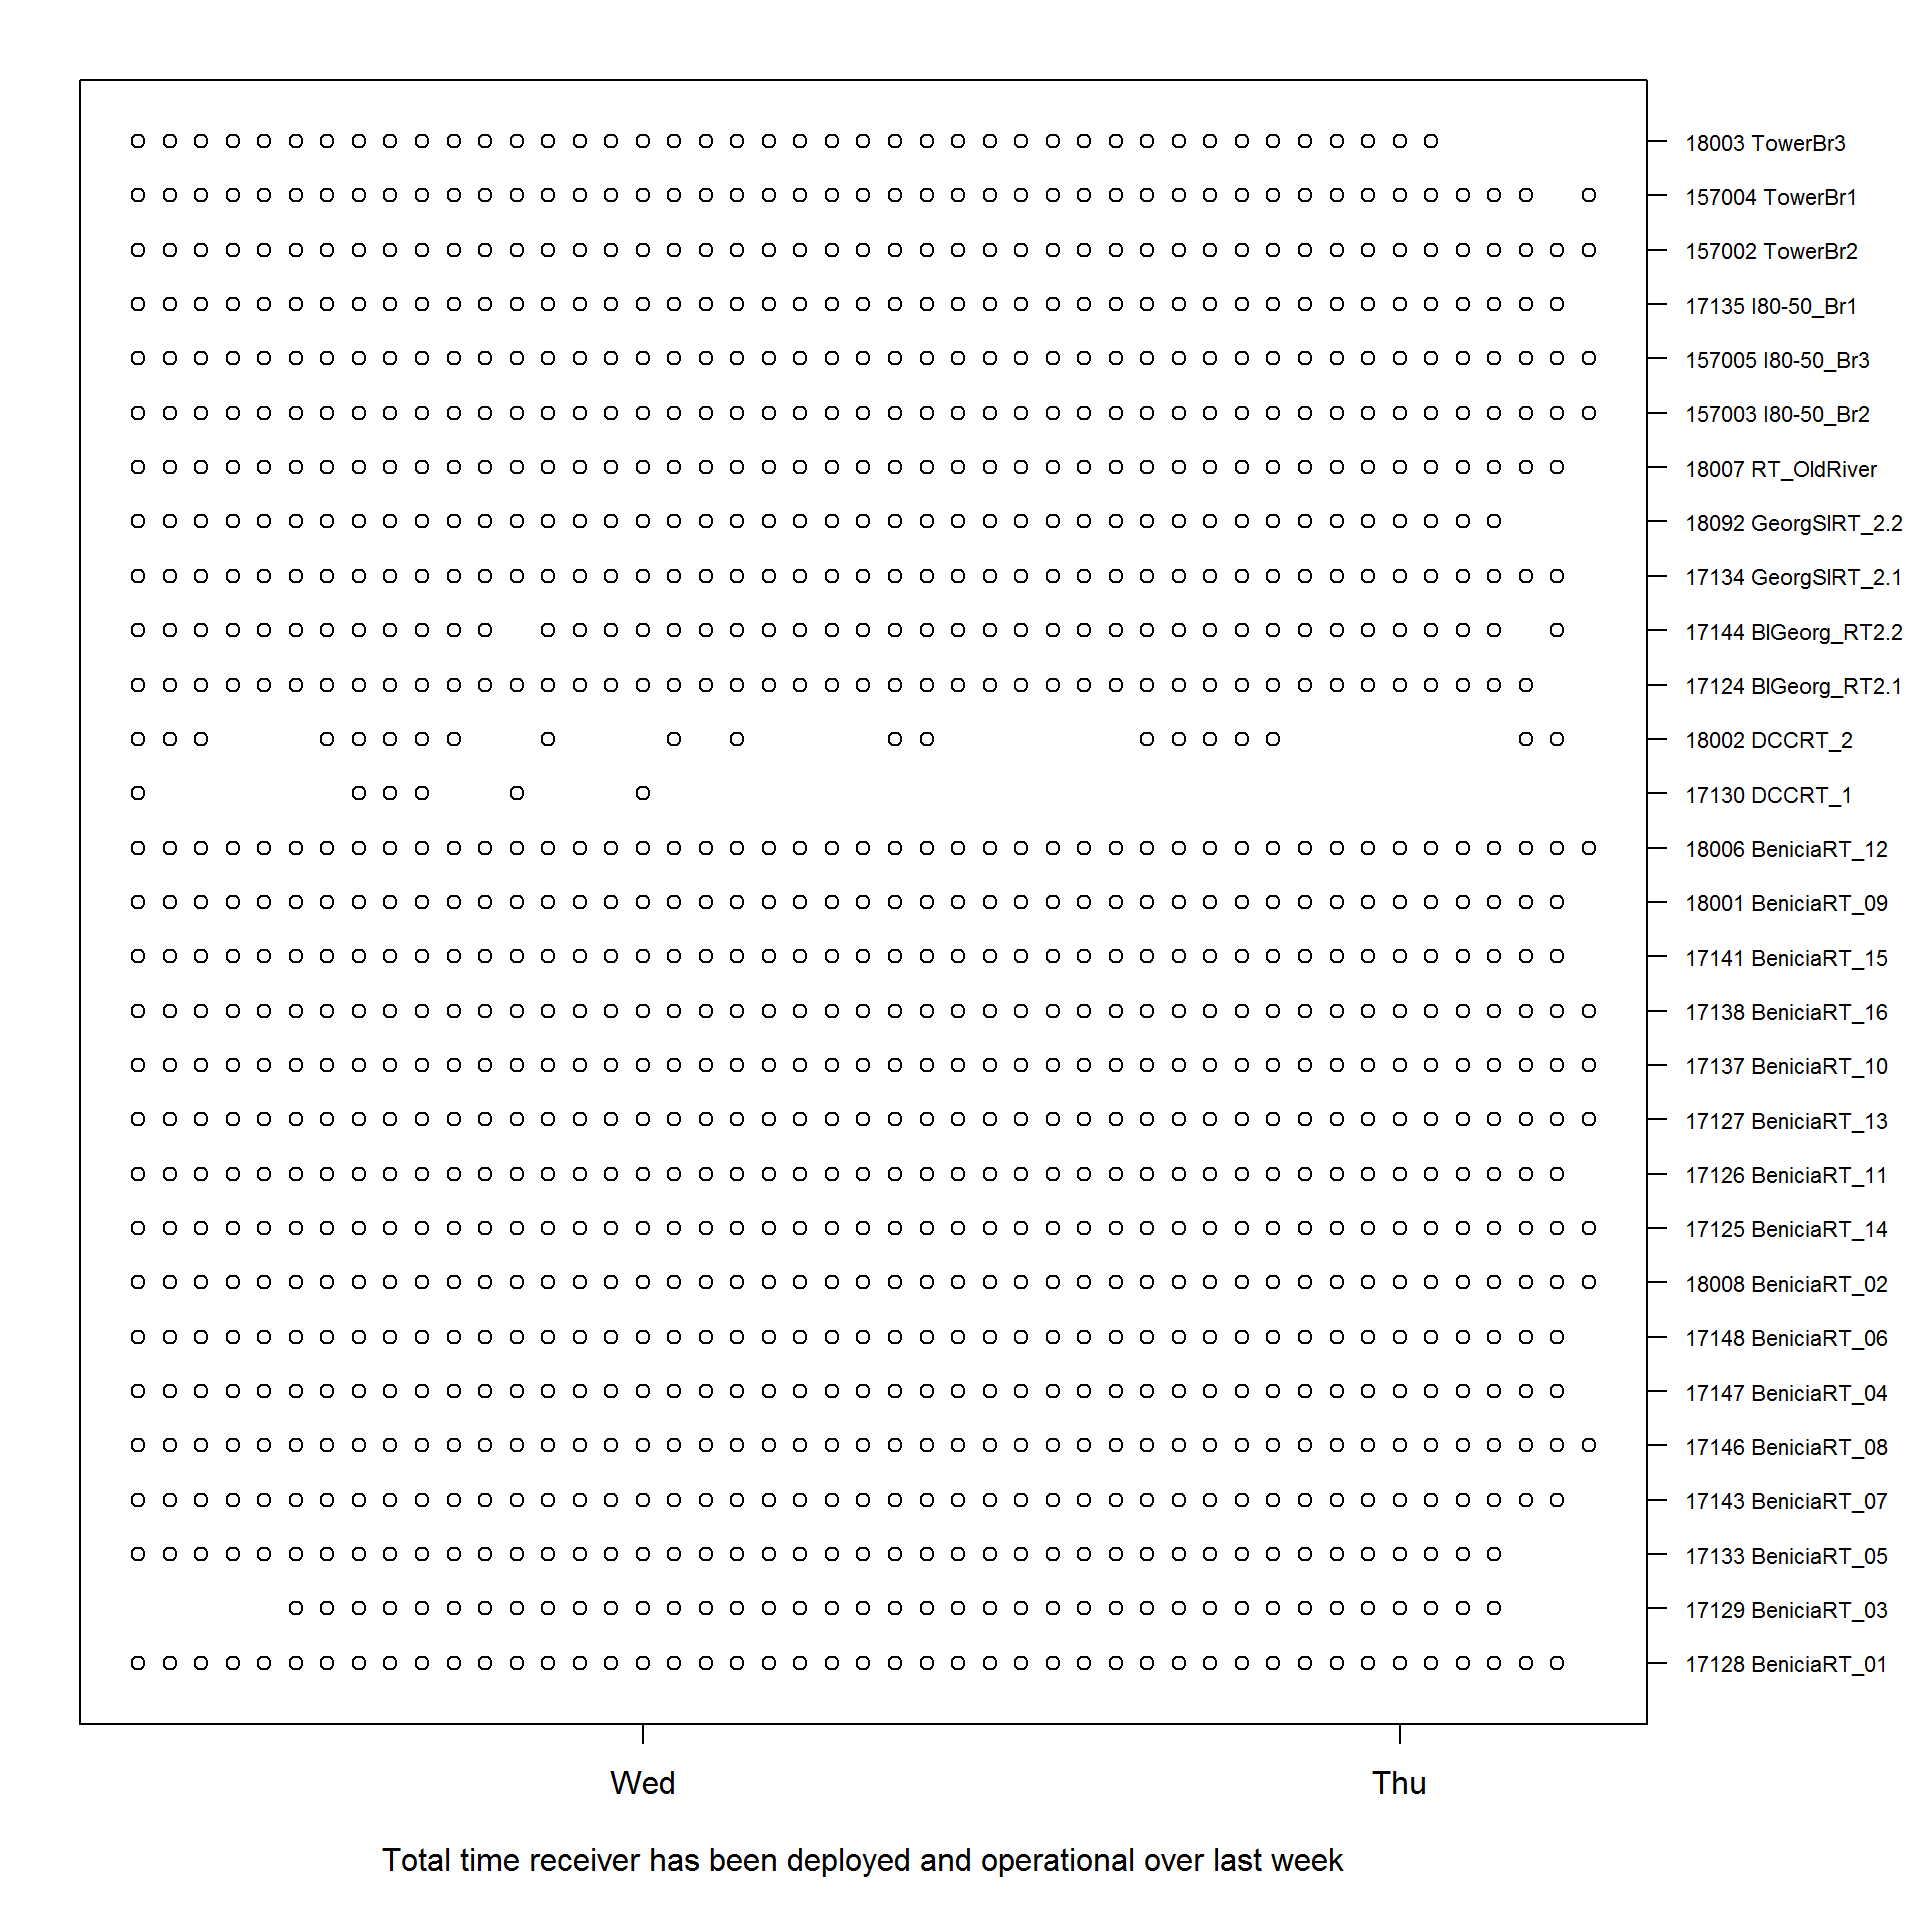 18003 TowerBr3
157004 TowerBr1
157002 TowerBr2
17135 I80-50_Br1
157005 I80-50_Br3
157003 I80-50_Br2
18007 RT_OldRiver
18092 GeorgSlRT_2.2
17134 GeorgSlRT_2.1
17144 BlGeorg_RT2.2
17124 BlGeorg_RT2.1
18002 DCCRT_2
17130 DCCRT_1
18006 BeniciaRT_12
18001 BeniciaRT_09
17141 BeniciaRT_15
17138 BeniciaRT_16
17137 BeniciaRT_10
17127 BeniciaRT_13
17126 BeniciaRT_11
17125 BeniciaRT_14
18008 BeniciaRT_02
17148 BeniciaRT_06
17147 BeniciaRT_04
17146 BeniciaRT_08
17143 BeniciaRT_07
17133 BeniciaRT_05
17129 BeniciaRT_03
17128 BeniciaRT_01
Wed Thu
Total time receiver has been deployed and operational over last week